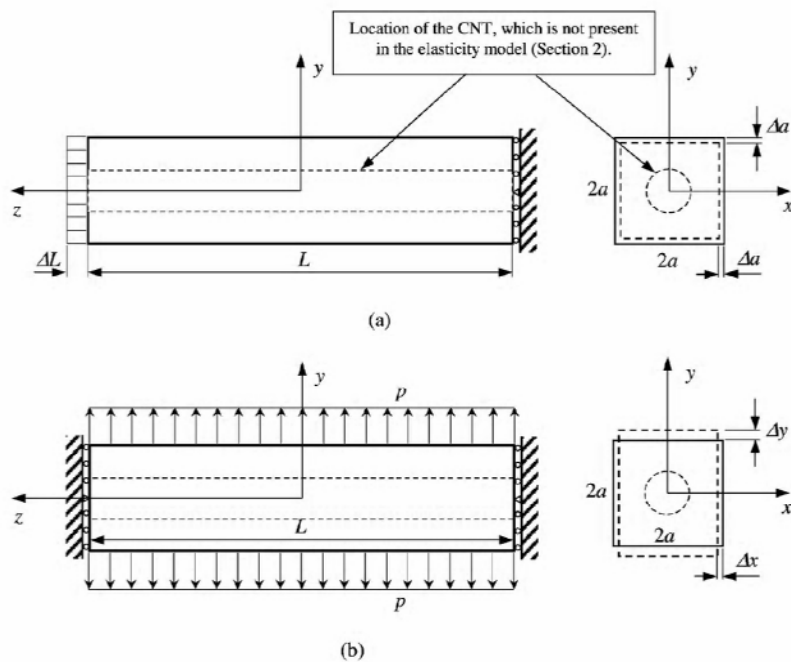 Location of the CNT, which is not present
in the elasticity model (Section 2).
y
y
Δa
z
2a
x
ΔL
L
2a
Δa
(a)
y
p
y
Δy
z
L
2a
x
2a
p
Δx
(b)